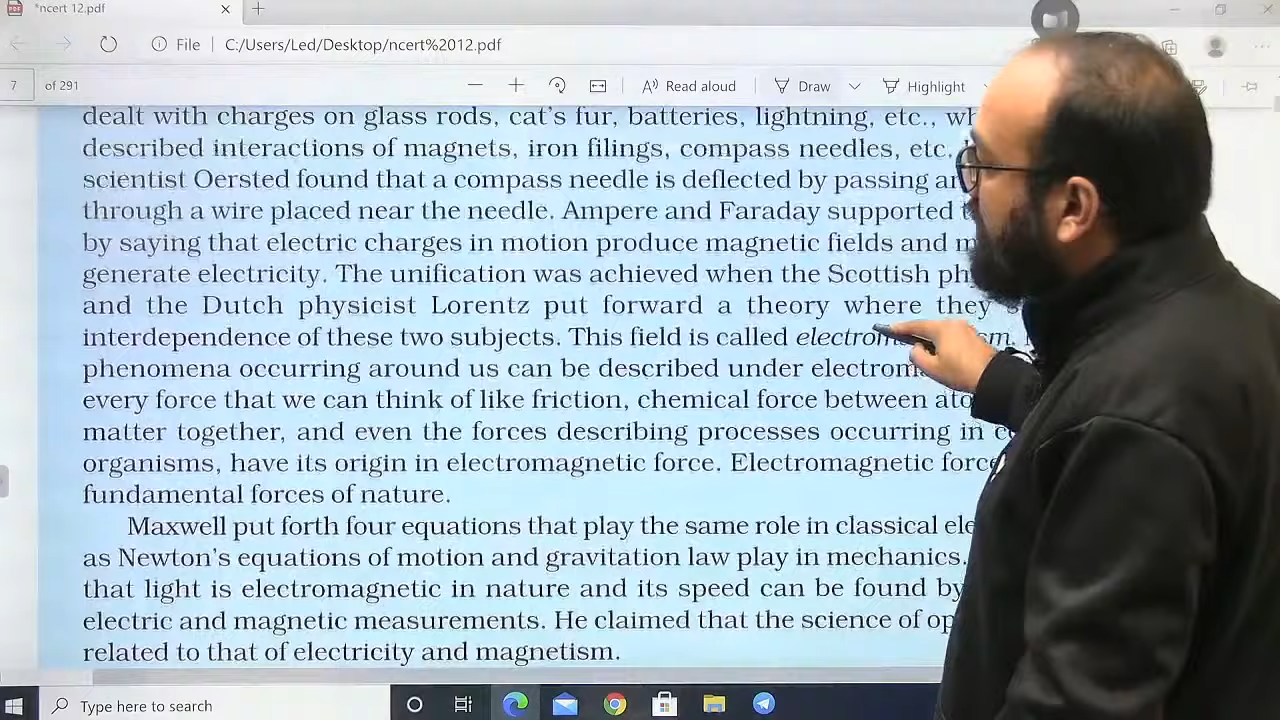 *ncert 12.pdf
File | C:/Users/Led/Desktop/ncert%2012.pdf
7 of 291 Read aloud Draw Highlight
dealt with charges on glass rods, cat's fur, batteries, lightning, etc.,
described interactions of magnets, iron filings, compass needles, etc.
scientist Oersted found that a compass needle is deflected by passing
through a wire placed near the needle. Ampere and Faraday supported
by saying that electric charges in motion produce magnetic fields and
generate electricity. The unification was achieved when the Scottish
and the Dutch physicist Lorentz put forward a theory where they
interdependence of these two subjects. This field is called
phenomena occurring around us can be described under
every force that we can think of like friction, chemical force between
matter together, and even the forces describing processes occurring in
organisms, have its origin in electromagnetic force. Electromagnetic force
fundamental forces of nature.
Maxwell put forth four equations that play the same role in classical
as Newton's equations of motion and gravitation law play in mechanics.
that light is electromagnetic in nature and its speed can be found by
electric and magnetic measurements. He claimed that the science of
related to that of electricity and magnetism.
Type here to search